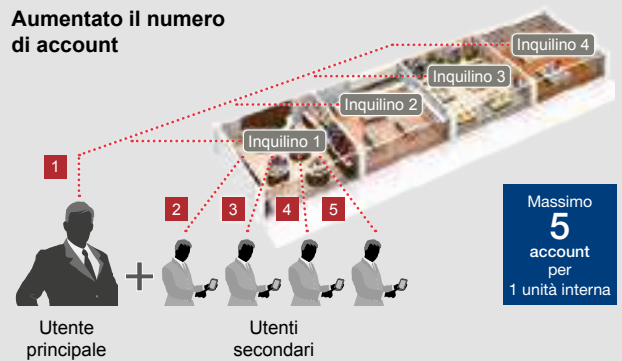 Aumentato il numero
di account
Inquilino 4
Inquilino 3
Inquilino 2
Inquilino 1
1
2
3
4
5
Massimo
5
account
per
1 unità interna
+
Utente
principale
Utenti
secondari